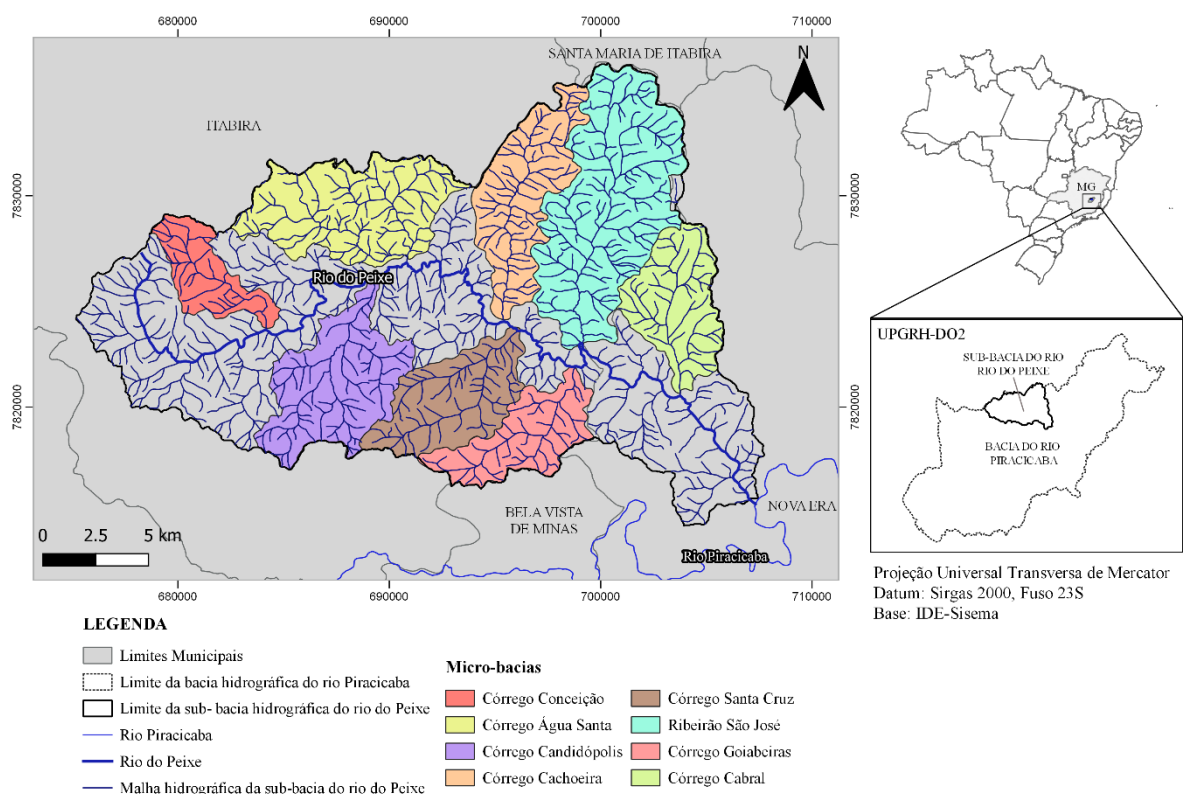 680000
690000
700000
710000
SANTA MARIA DE ITABIRA
N
ITABIRA
7830000
7830000
MG
Rio do Peixe
UPGRH-DO2
SUB-BACIA DO RIO
RIO DO PEIXE
7820000
7820000
BACIA DO RIO
PIRACICABA
BELA VISTA
DE MINAS
NOVA ERA
0 2.5 5 km
Rio Piracicaba
680000
690000
700000
710000
Projeção Universal Transversa de Mercator
Datum: Sirgas 2000, Fuso 23S
Base: IDE-Sisema
LEGENDA
Limites Municipais
Limite da bacia hidrográfica do rio Piracicaba
Limite da sub- bacia hidrográfica do rio do Peixe
Rio Piracicaba
Rio do Peixe
Malha hidrográfica da sub-bacia do rio do Peixe
Micro-bacias
Córrego Conceição
Córrego Água Santa
Córrego Candidópolis
Córrego Cachoeira
Córrego Santa Cruz
Ribeirão São José
Córrego Goiabeiras
Córrego Cabral